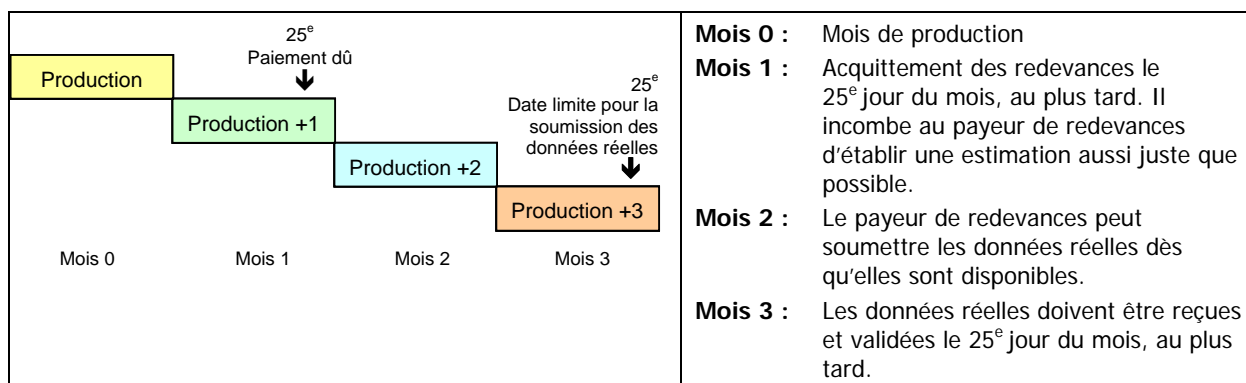 25e
Paiement dû
Production
25e
Date limite pour la
soumission des
données réelles
Production +1
Production +2
Production +3
Mois 0
Mois 1
Mois 2
Mois 3
Mois 0 : Mois de production
Mois 1 : Acquittement des redevances le
25e jour du mois, au plus tard. Il
incombe au payeur de redevances
d'établir une estimation aussi juste que
possible.
Mois 2 : Le payeur de redevances peut
soumettre les données réelles dès
qu'elles sont disponibles.
Mois 3 : Les données réelles doivent être reçues
et validées le 25e jour du mois, au plus
tard.